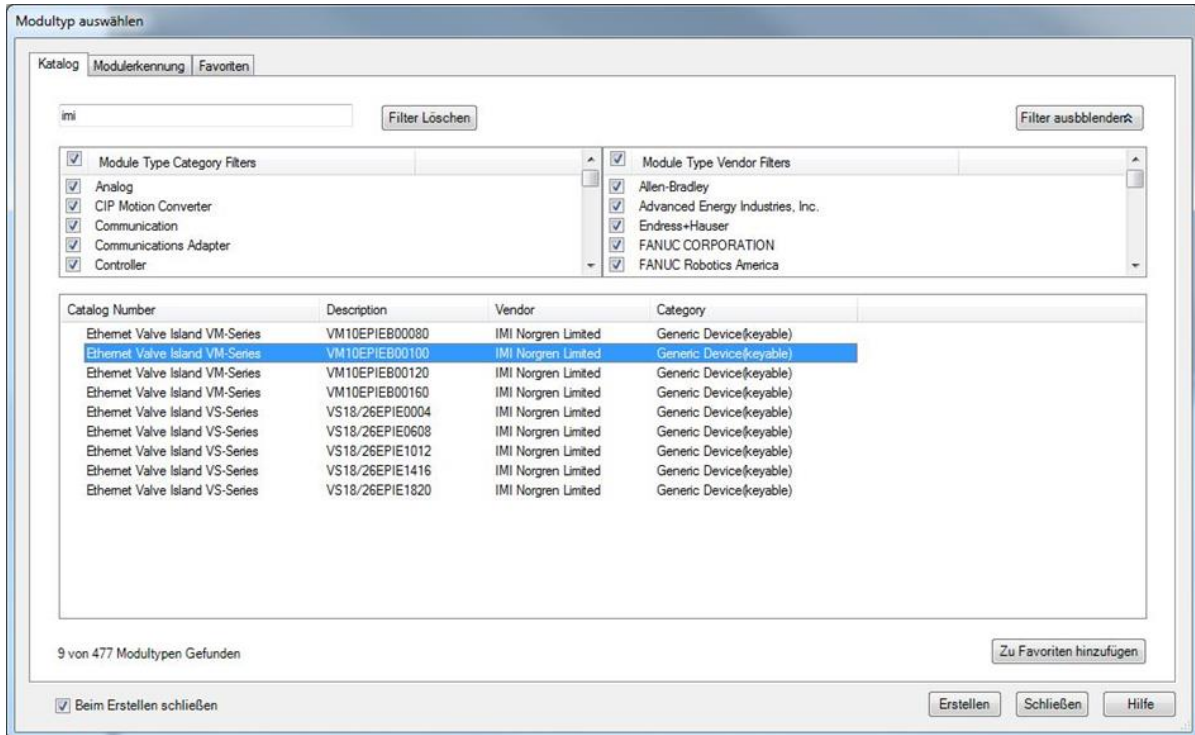 Modultyp auswählen
Katalog Modulerkennung Favoriten
imi Filter Löschen Filter ausbblenden
Module Type Category Filters Module Type Vendor Filters
Analog Allen-Bradley
CIP Motion Converter Advanced Energy Industries, Inc.
Communication Endress+Hauser
Communications Adapter FANUC CORPORATION
Controller FANUC Robotics America
Catalog Number Description Vendor Category
Ethernet Valve Island VM-Series VM10EPIEB00080 IMI Norgren Limited Generic Device(keyable)
Ethernet Valve Island VM-Series VM10EPIEB00100 IMI Norgren Limited Generic Device(keyable)
Ethernet Valve Island VM-Series VM10EPIEB00120 IMI Norgren Limited Generic Device(keyable)
Ethernet Valve Island VM-Series VM10EPIEB00160 IMI Norgren Limited Generic Device(keyable)
Ethernet Valve Island VS-Series VS18/26EPIE0004 IMI Norgren Limited Generic Device(keyable)
Ethernet Valve Island VS-Series VS18/26EPIE0608 IMI Norgren Limited Generic Device(keyable)
Ethernet Valve Island VS-Series VS18/26EPIE1012 IMI Norgren Limited Generic Device(keyable)
Ethernet Valve Island VS-Series VS18/26EPIE1416 IMI Norgren Limited Generic Device(keyable)
Ethernet Valve Island VS-Series VS18/26EPIE1820 IMI Norgren Limited Generic Device(keyable)
9 von 477 Modultypen Gefunden Zu Favoriten hinzufügen
Beim Erstellen schließen Erstellen Schließen Hilfe